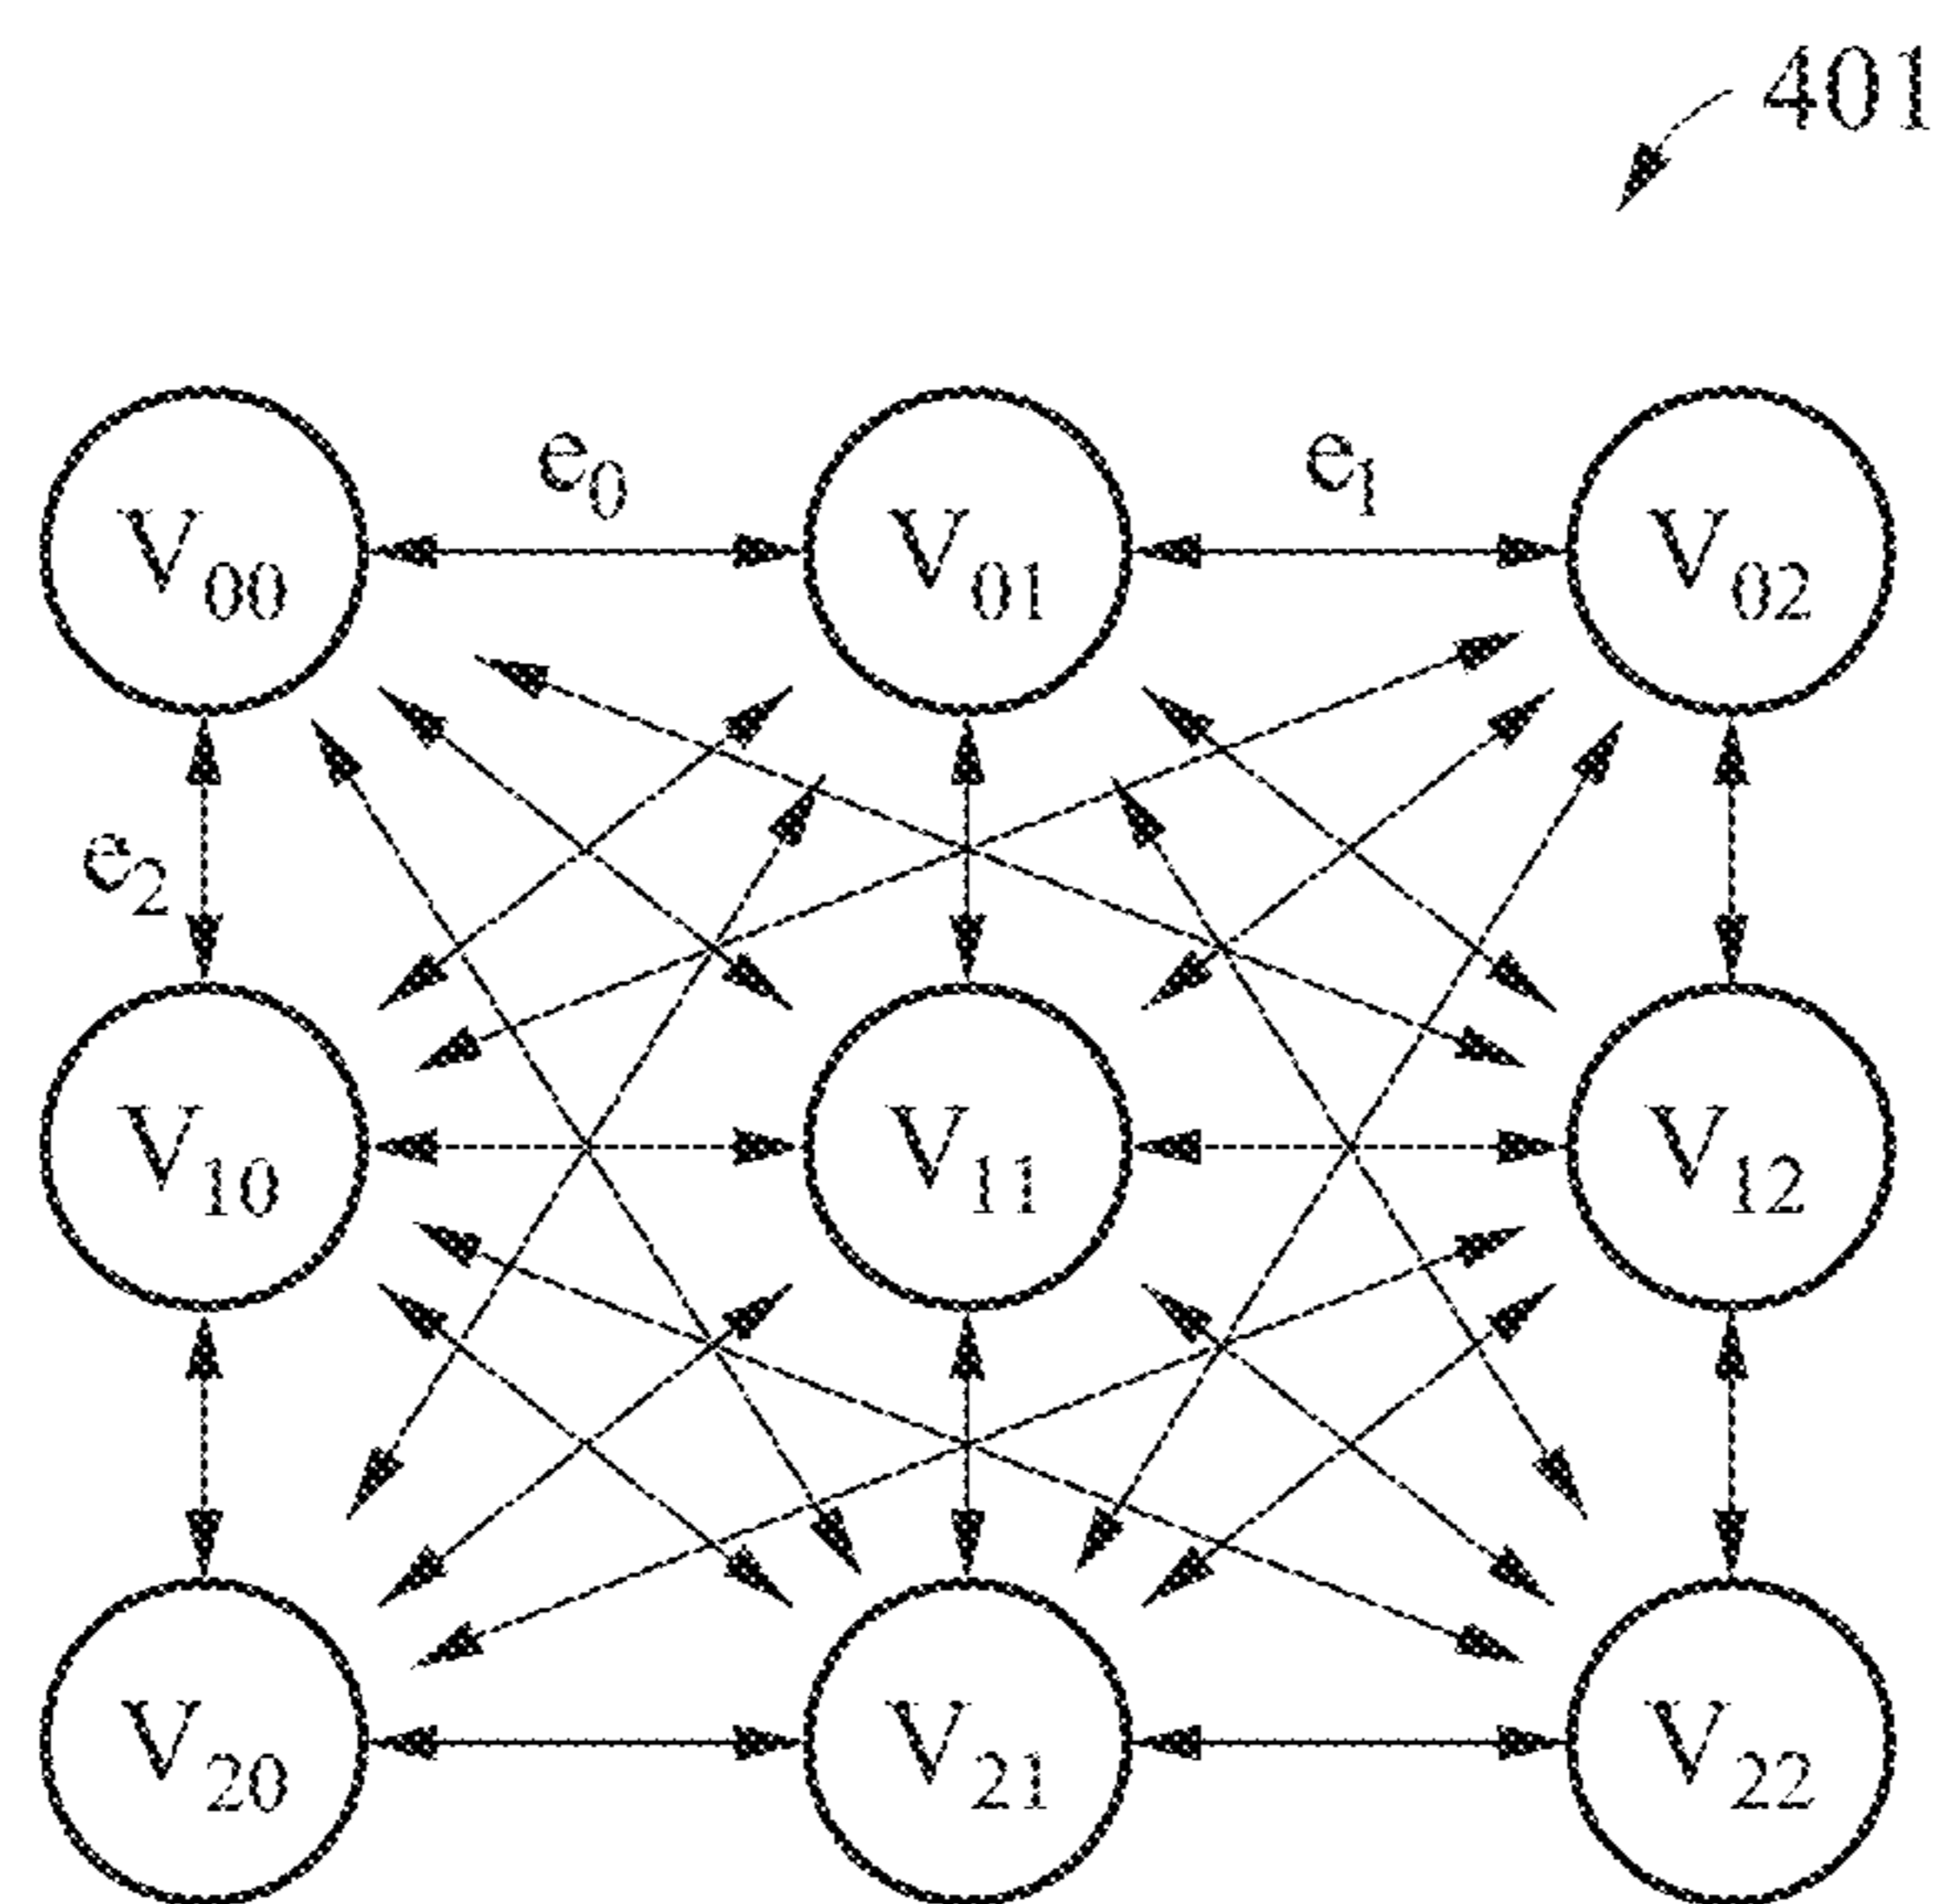 401
e₀ e₁
V₀₀ V₀₁ V₀₂
e₂
V₁₀ V₁₁ V₁₂
V₂₀ V₂₁ V₂₂